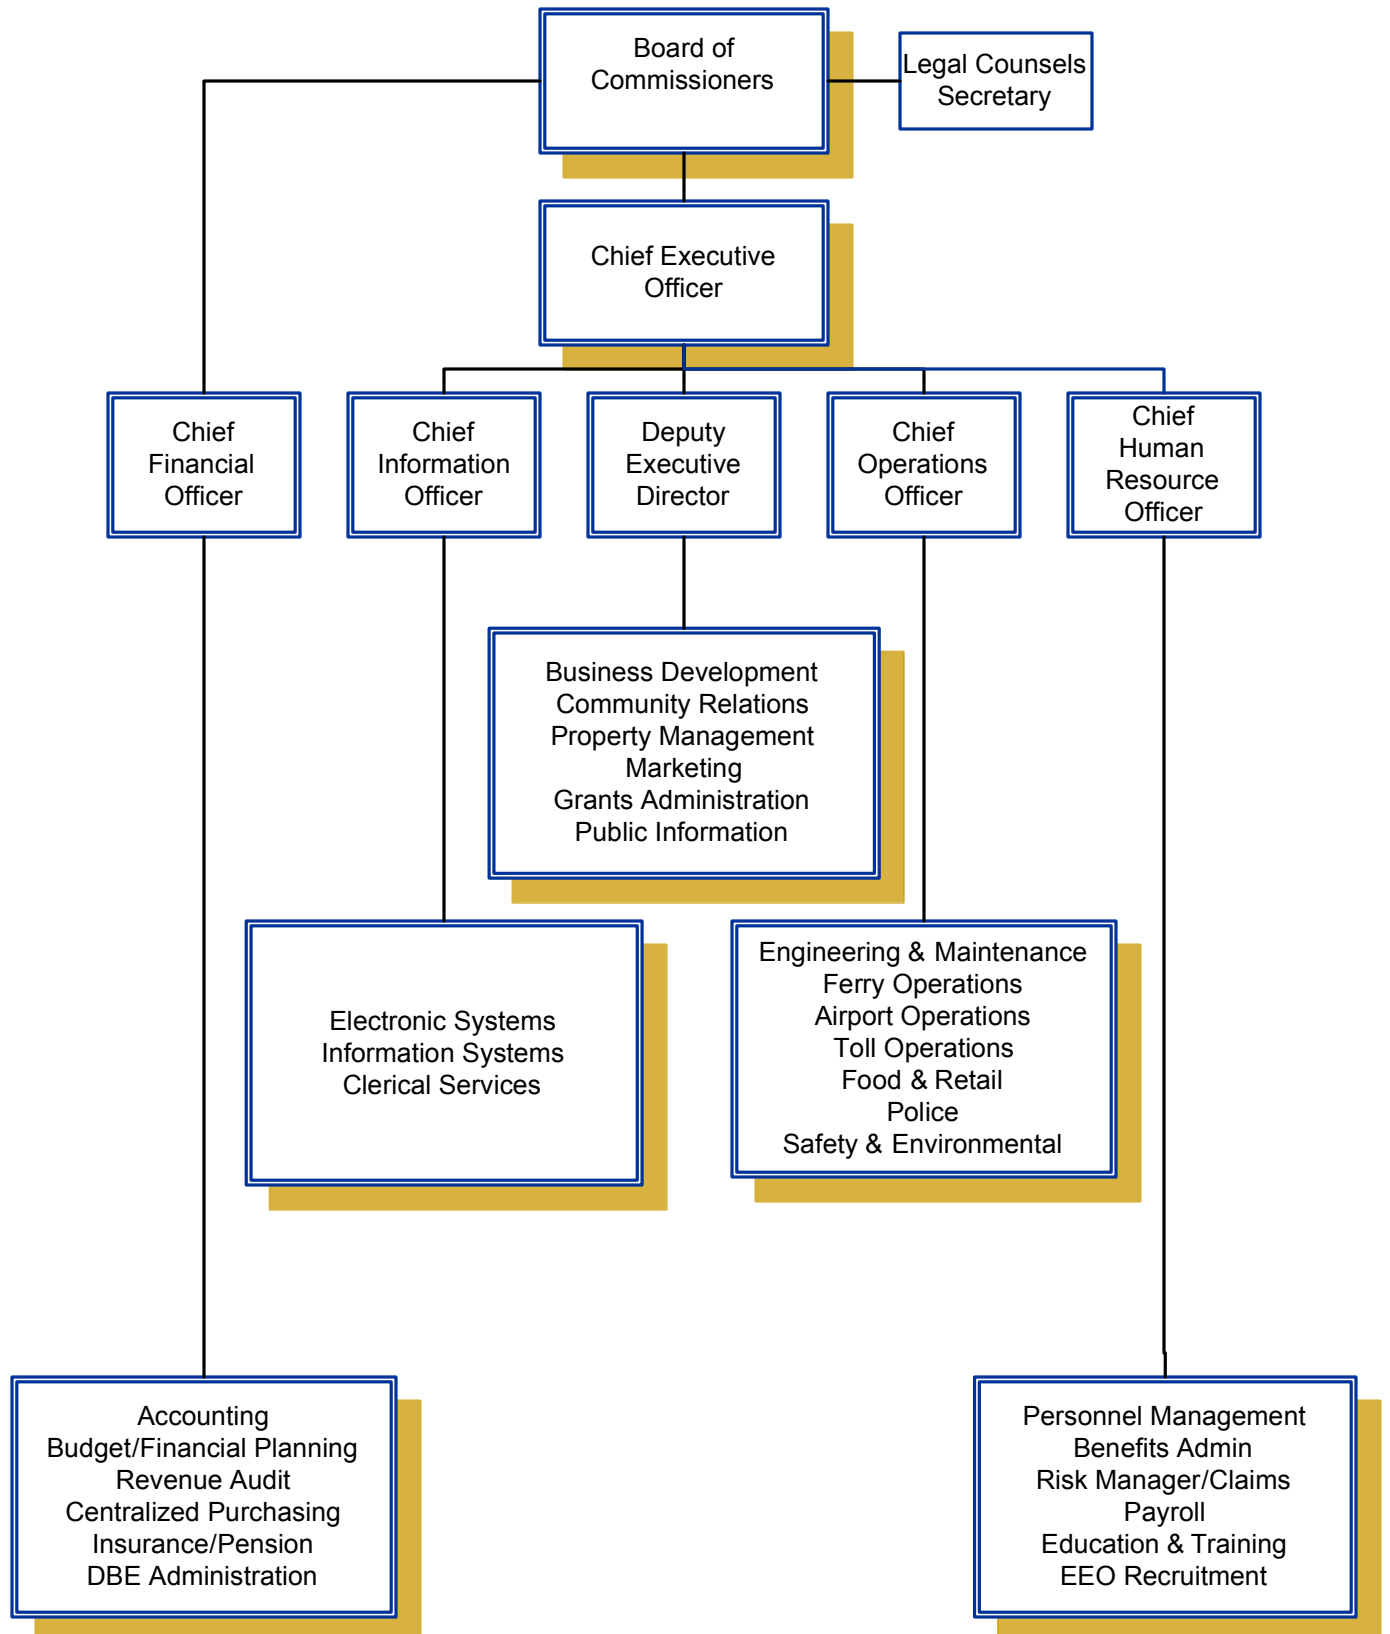 Board of
Commissioners
Legal Counsels
Secretary
Chief Executive
Officer
Chief
Financial
Officer
Chief
Information
Officer
Deputy
Executive
Director
Chief
Operations
Officer
Chief
Human
Resource
Officer
Business Development
Community Relations
Property Management
Marketing
Grants Administration
Public Information
Electronic Systems
Information Systems
Clerical Services
Engineering & Maintenance
Ferry Operations
Airport Operations
Toll Operations
Food & Retail
Police
Safety & Environmental
Accounting
Budget/Financial Planning
Revenue Audit
Centralized Purchasing
Insurance/Pension
DBE Administration
Personnel Management
Benefits Admin
Risk Manager/Claims
Payroll
Education & Training
EEO Recruitment